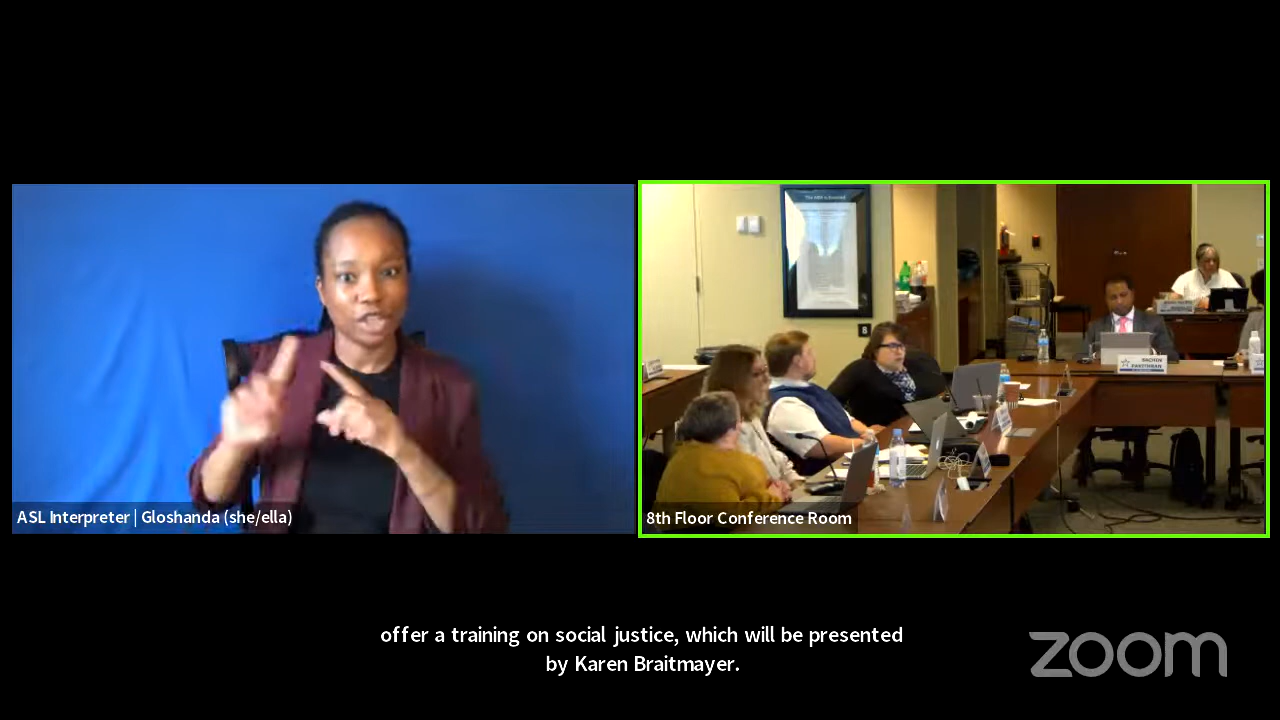 ASL Interpreter | Gloshanda (she/ella)
8
8th Floor Conference Room
offer a training on social justice, which will be presented
by Karen Braitmayer.
zoom